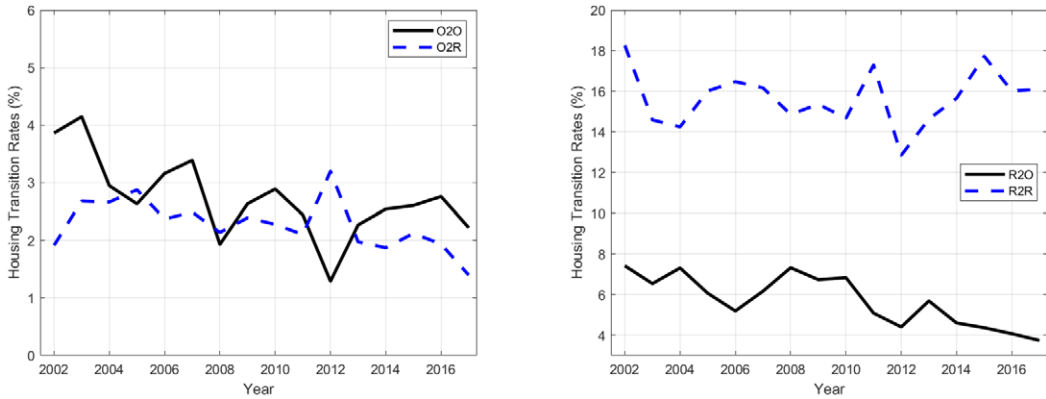 Housing Transition Rates (%)
6
5
4
3
2
1
0
O2O
O2R
2002 2004 2006 2008 2010 2012 2014 2016
Year
Housing Transition Rates (%)
20
18
16
14
12
10
8
6
4
R2O
R2R
2002 2004 2006 2008 2010 2012 2014 2016
Year